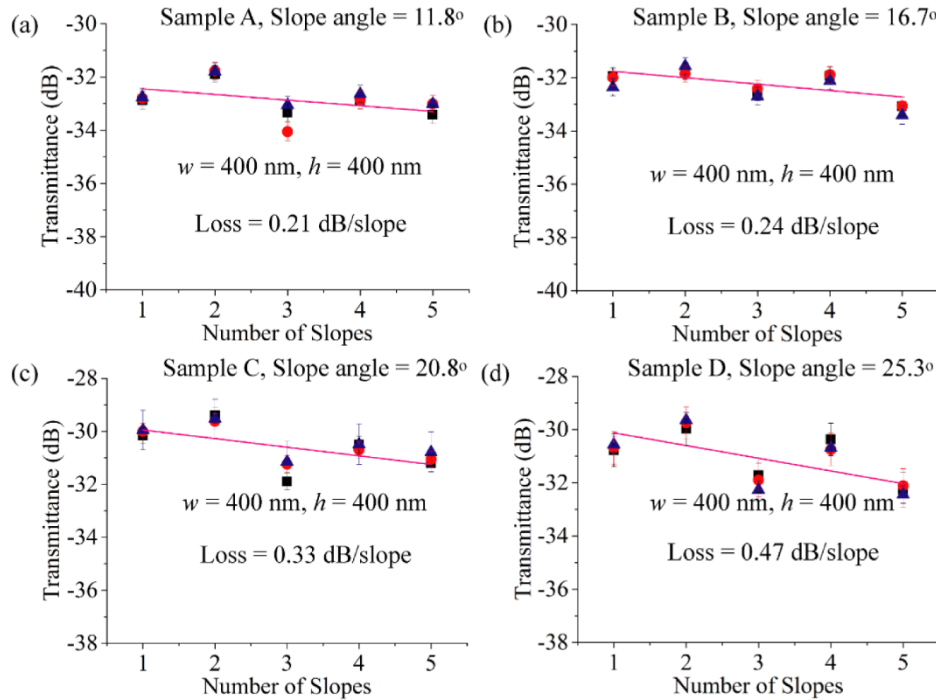 (a)
Sample A, Slope angle = 11.8°
Transmittance (dB)
-30
-32
-34
-36
-38
-40
w = 400 nm, h = 400 nm
Loss = 0.21 dB/slope
1 2 3 4 5
Number of Slopes
(b)
Sample B, Slope angle = 16.7°
Transmittance (dB)
-30
-32
-34
-36
-38
-40
w = 400 nm, h = 400 nm
Loss = 0.24 dB/slope
1 2 3 4 5
Number of Slopes
(c)
Sample C, Slope angle = 20.8°
Transmittance (dB)
-28
-30
-32
-34
-36
-38
w = 400 nm, h = 400 nm
Loss = 0.33 dB/slope
1 2 3 4 5
Number of Slopes
(d)
Sample D, Slope angle = 25.3°
Transmittance (dB)
-28
-30
-32
-34
-36
-38
w = 400 nm, h = 400 nm
Loss = 0.47 dB/slope
1 2 3 4 5
Number of Slopes